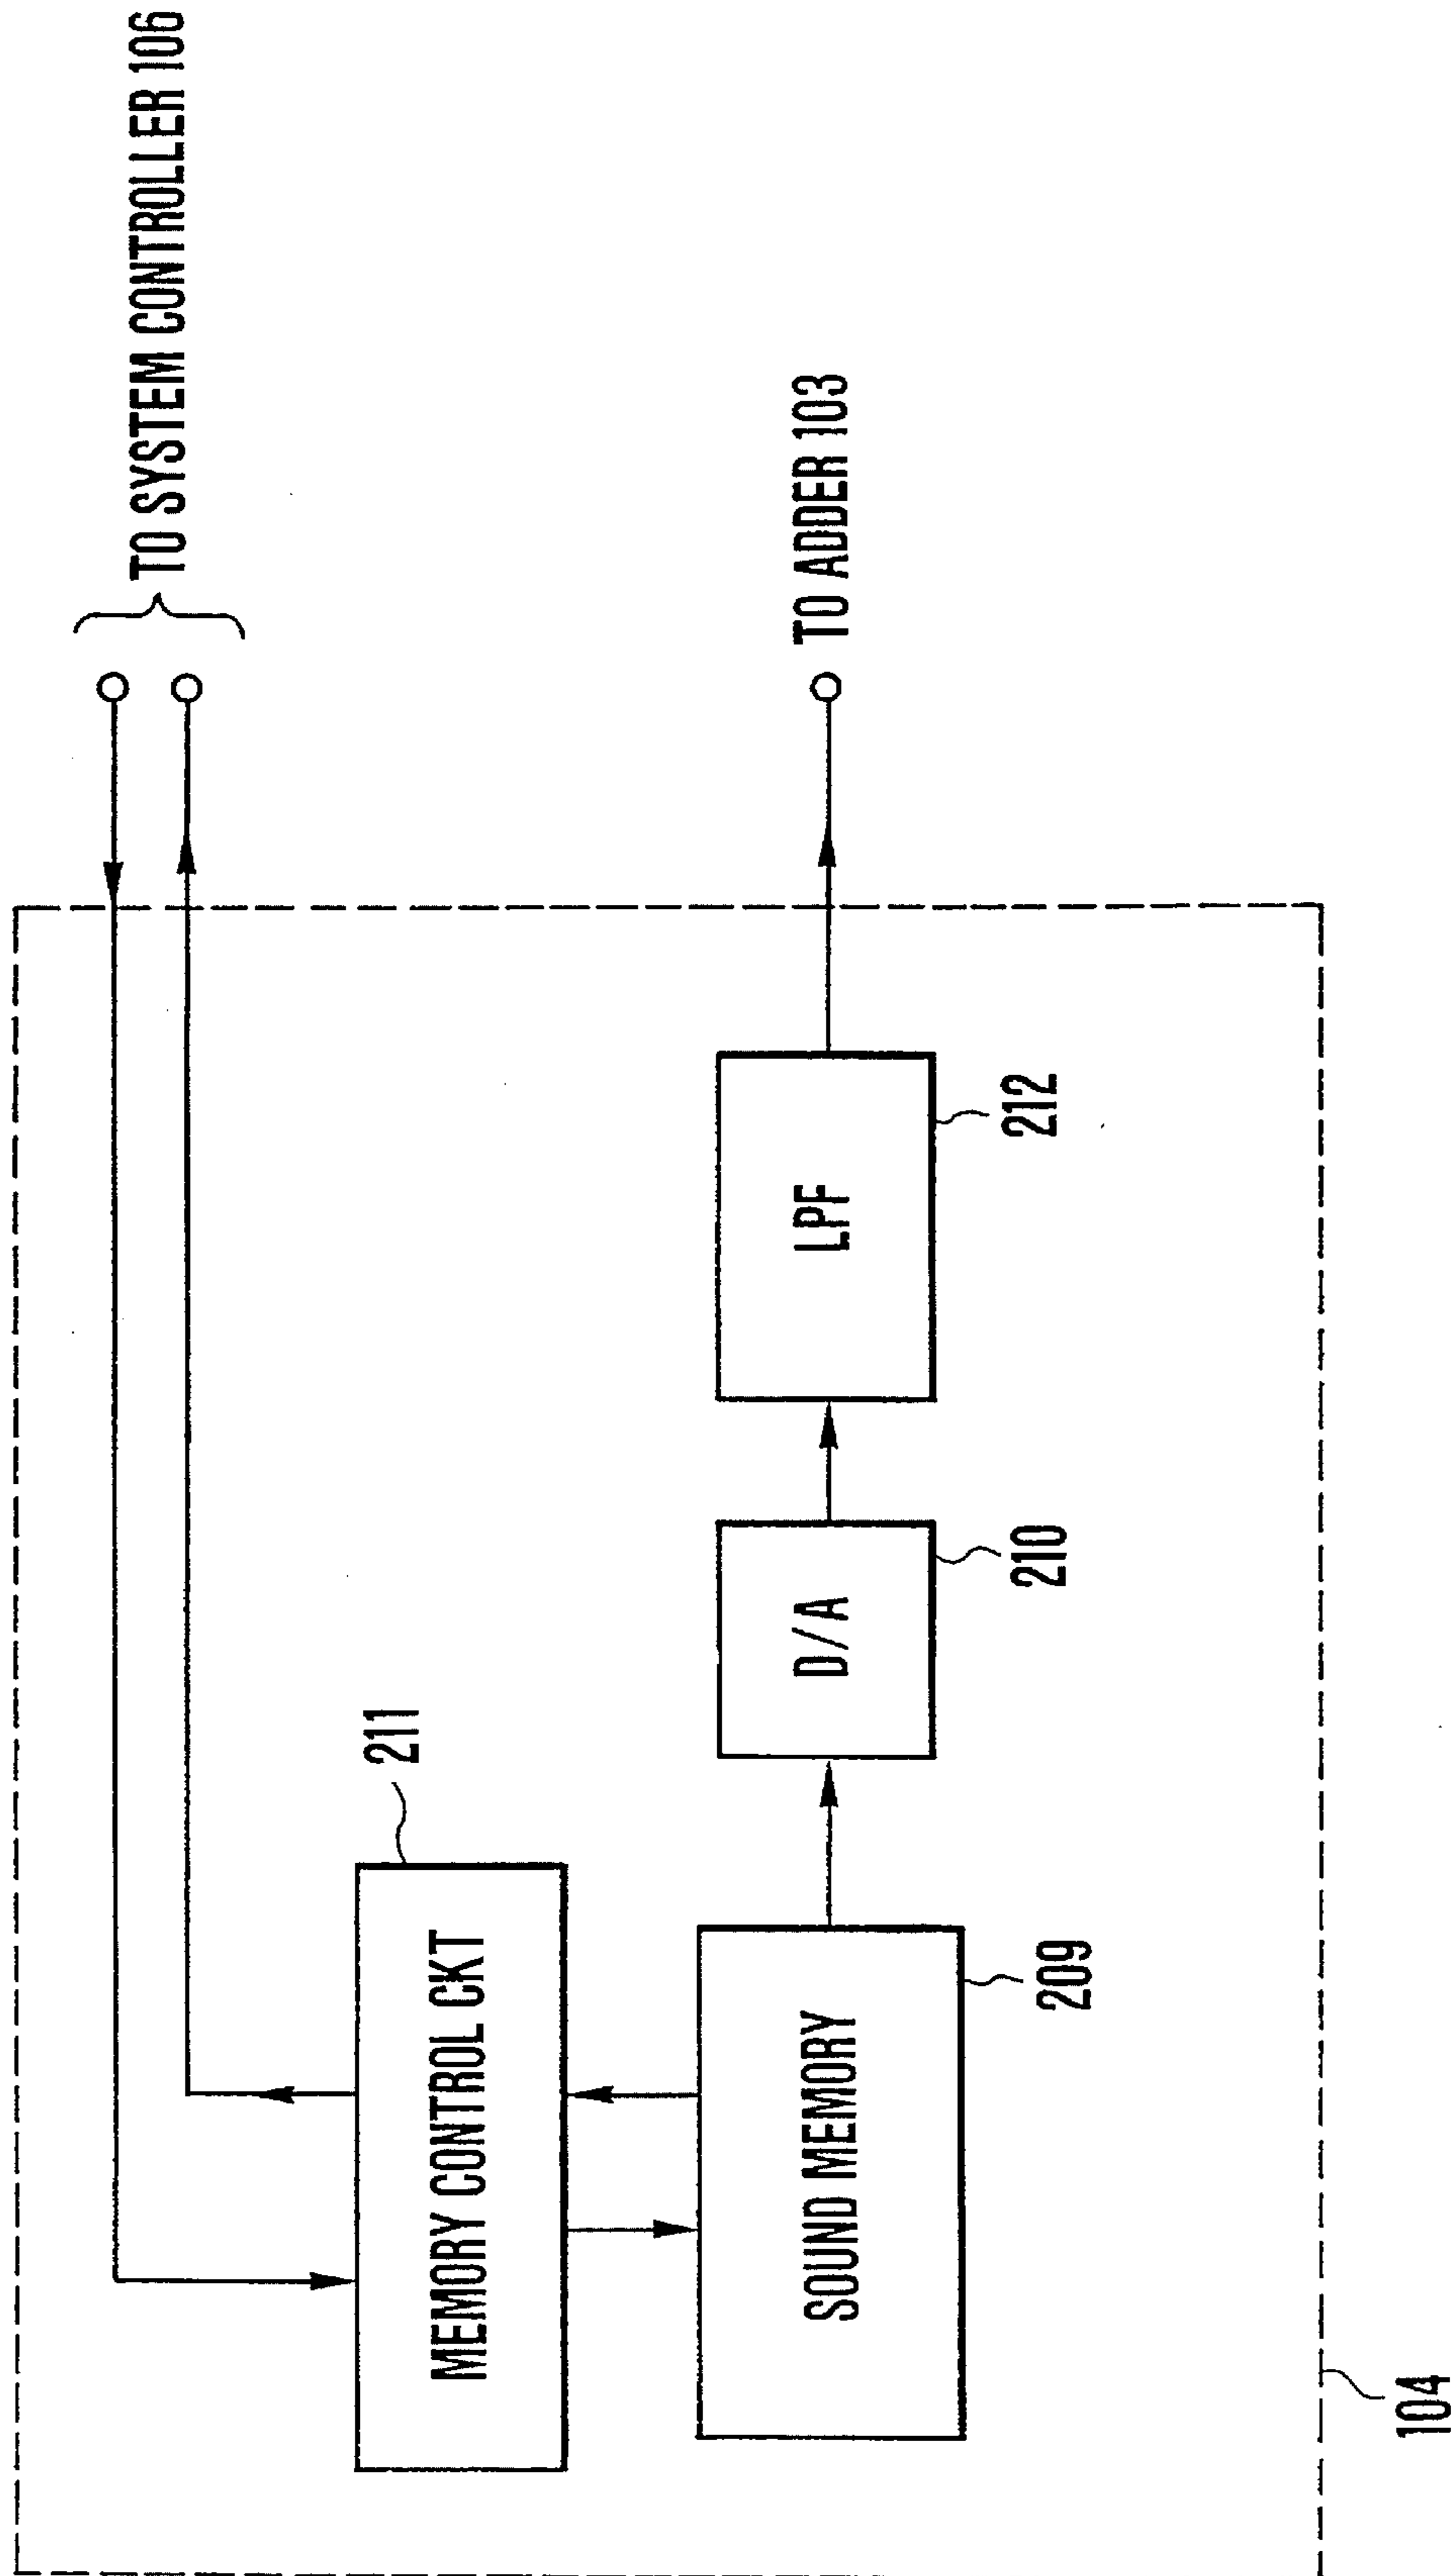 TO SYSTEM CONTROLLER 106
211
MEMORY CONTROL CKT
TO ADDER 103
SOUND MEMORY
D/A
LPF
209
210
212
104